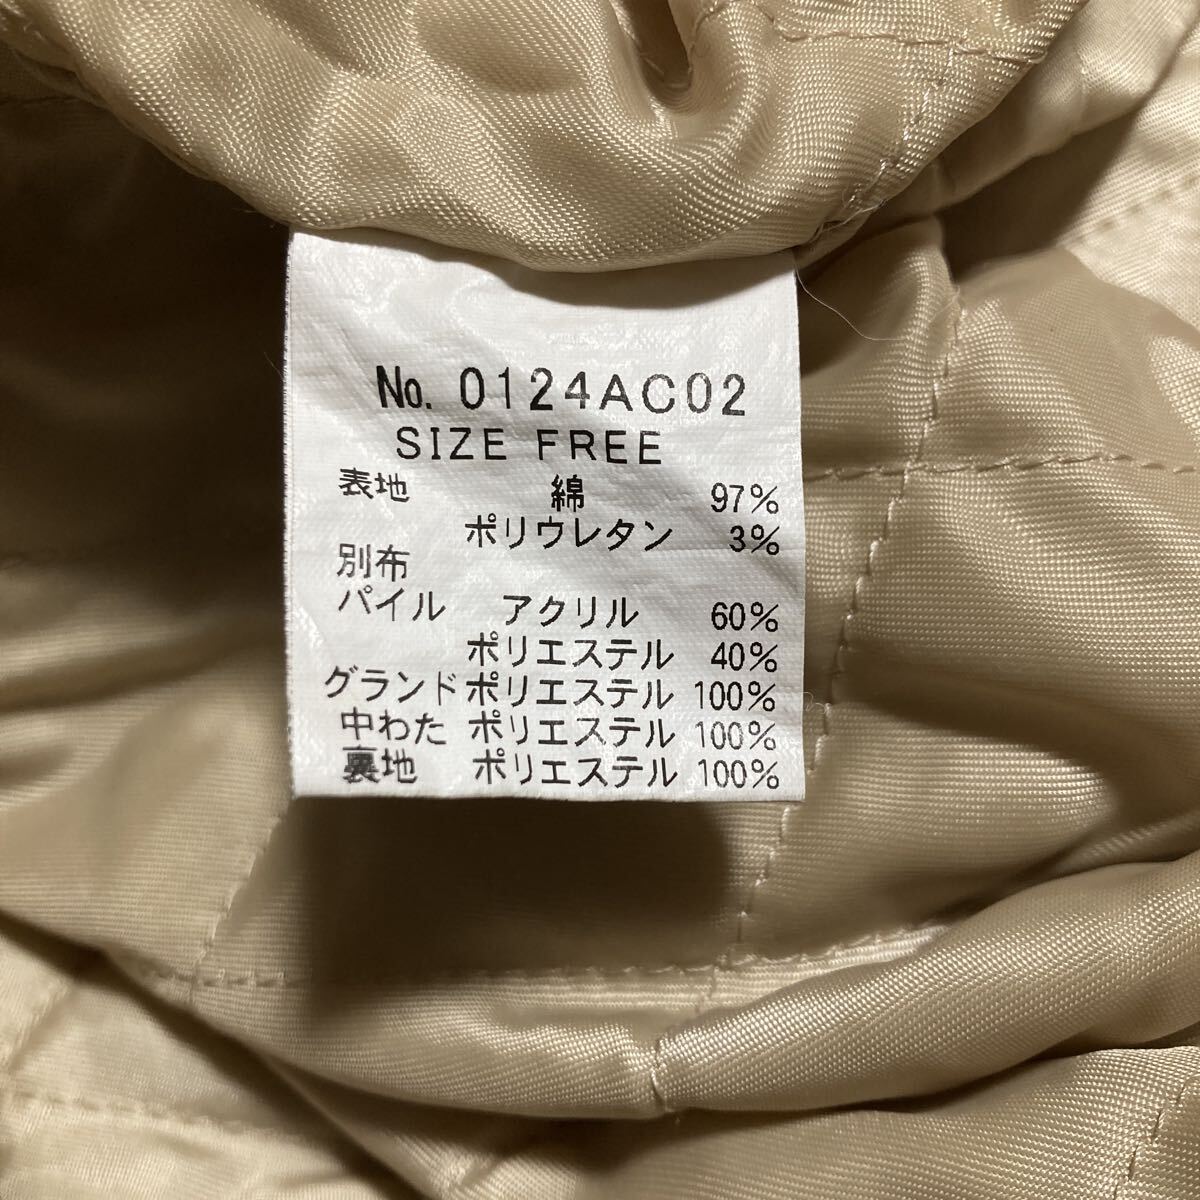 No. 0124AC02
SIZE FREE
表地 綿 97%
ポリウレタン 3%
別布
パイル アクリル 60%
ポリエステル 40%
グランド ポリエステル 100%
中わた ポリエステル 100%
裏地 ポリエステル 100%